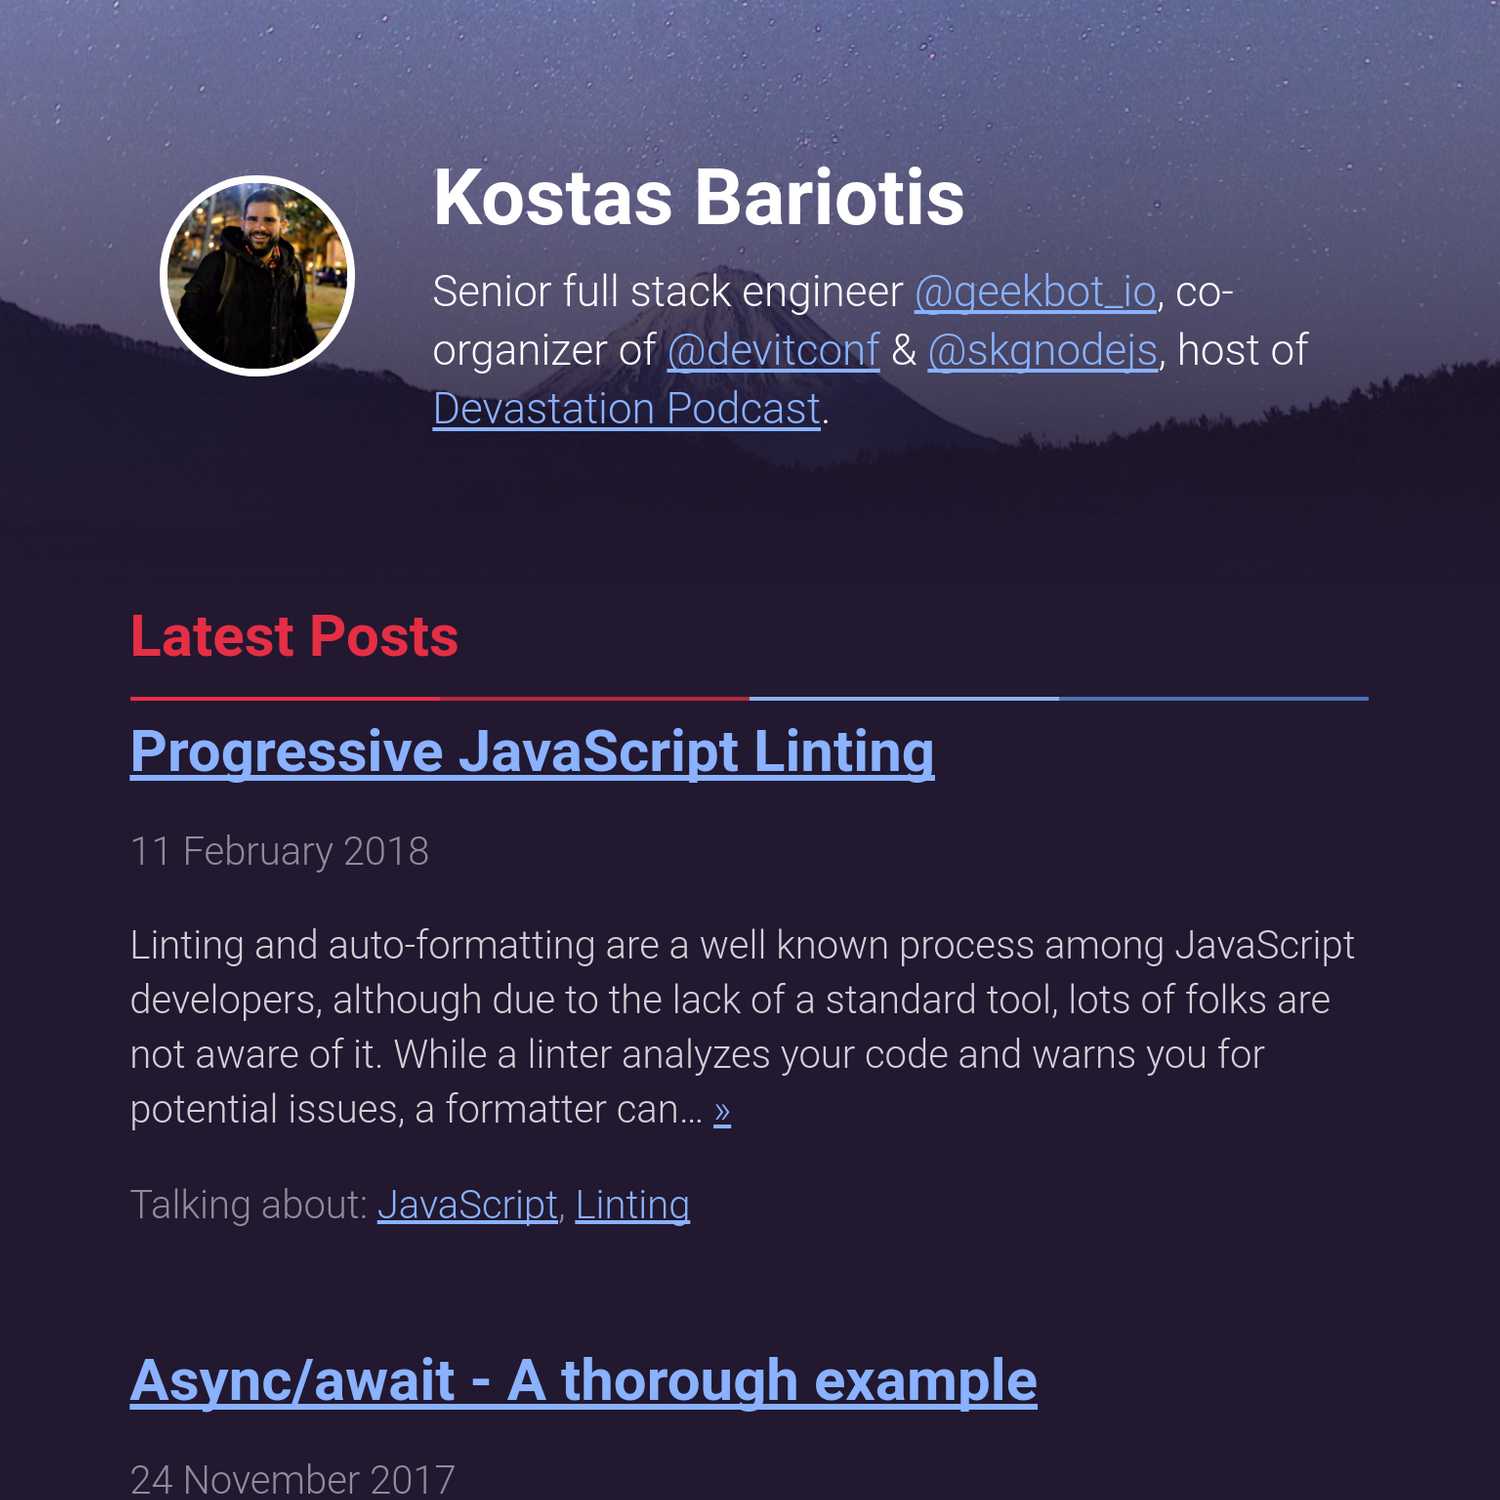 Kostas Bariotis
Senior full stack engineer @geekbot_io, co-
organizer of @devitconf & @skgnodejs, host of
Devastation Podcast.
Latest Posts
Progressive JavaScript Linting
11 February 2018
Linting and auto-formatting are a well known process among JavaScript
developers, although due to the lack of a standard tool, lots of folks are
not aware of it. While a linter analyzes your code and warns you for
potential issues, a formatter can… »
Talking about: JavaScript, Linting
Async/await - A thorough example
24 November 2017